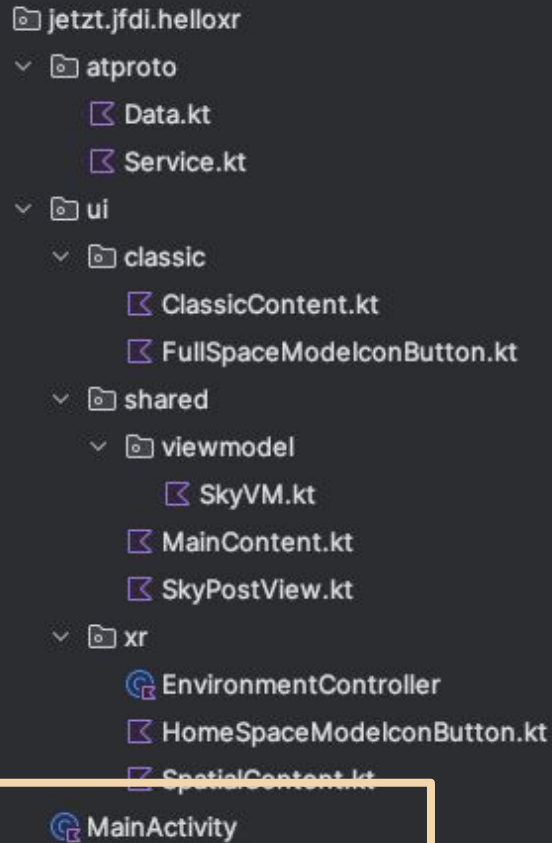 jetzt.jfdi.helloxr
atproto
Data.kt
Service.kt
ui
classic
ClassicContent.kt
FullSpaceModeIconButton.kt
shared
viewmodel
SkyVM.kt
MainContent.kt
SkyPostView.kt
xr
EnvironmentController
HomeSpaceModeIconButton.kt
SpatialContent.kt
MainActivity